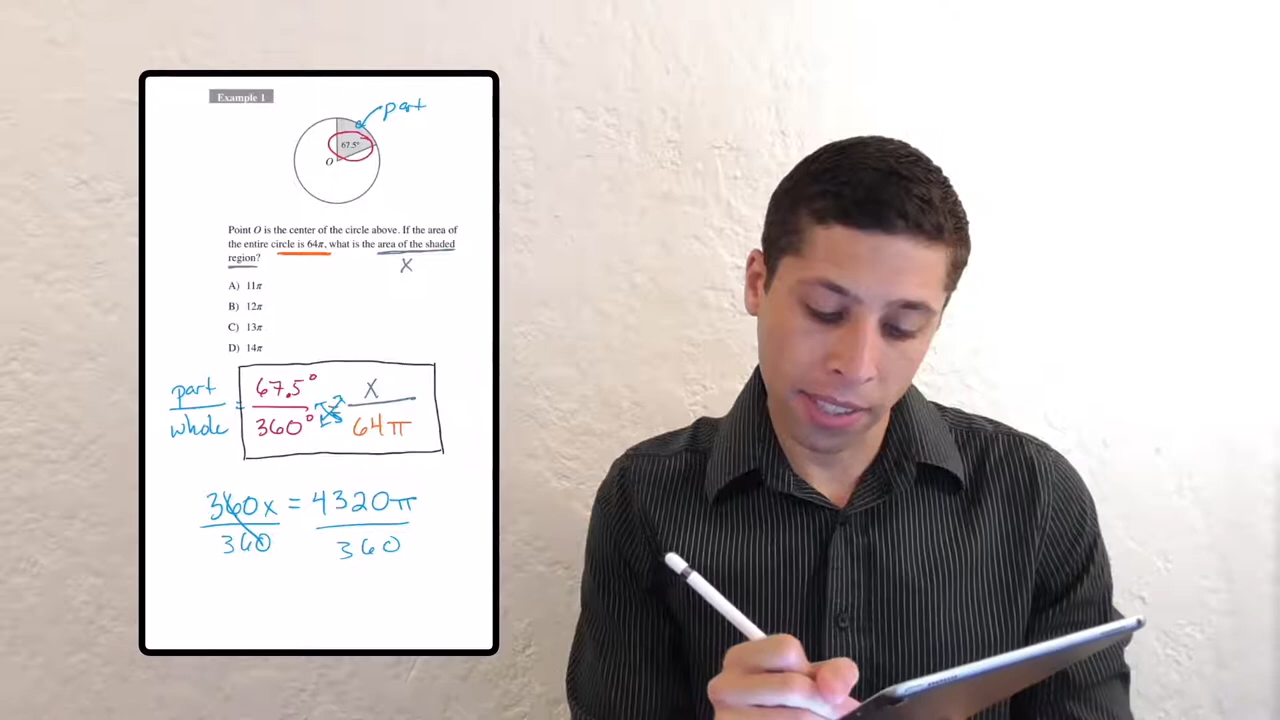 Example 1
part
67.5°
O
Point O is the center of the circle above. If the area of
the entire circle is 64π, what is the area of the shaded
region?
X
A) 11π
B) 12π
C) 13π
D) 14π
part
whole
=
67.5°
360°
X
64π
360x = 4320π
360
360